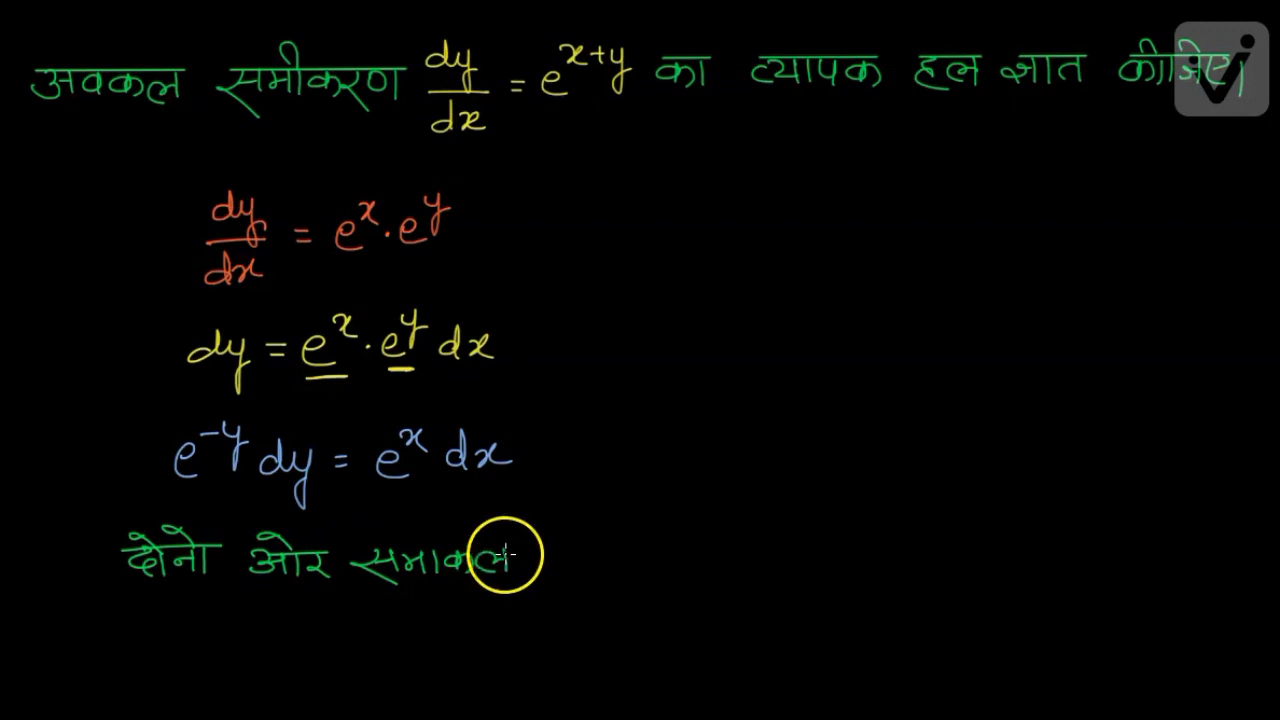 अवकल समीकरण dy/dx = e^{x+y} का व्यापक हल ज्ञात कीजिए।
dy/dx = e^x · e^y
dy = e^x · e^y dx
e^{-y} dy = e^x dx
दोनो ओर समाकल